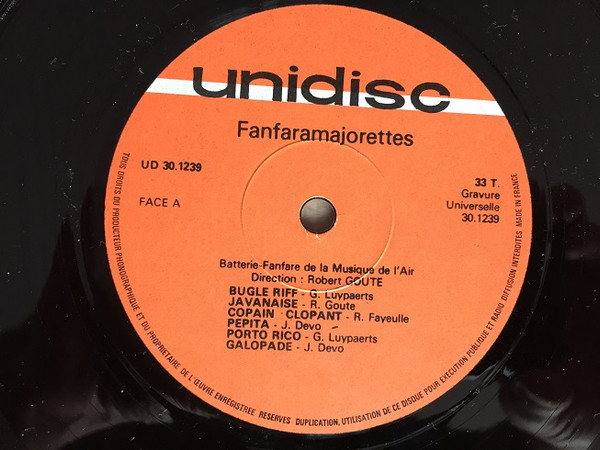 unidisc
Fanfaramajorettes
UD 30.1239
FACE A
33 T.
Gravure
Universelle
30.1239
Batterie-Fanfare de la Musique de l'Air
Direction : Robert GOUTE
BUGLE RIFF - G. Luypaerts
JAVANAISE - R. Goute
COPAIN CLOPANT - R. Fayeulle
PEPITA - J. Devo
PORTO RICO - G. Luypaerts
GALOPADE - J. Devo
TOUS DROITS DU PRODUCTEUR PHONOGRAPHIQUE ET DU PROPRIETAIRE DE L'ŒUVRE ENREGISTREE RESERVES DUPLICATION, UTILISATION DE CE DISQUE POUR EXECUTION PUBLIQUE ET RADIO DIFFUSION INTERDITES MADE IN FRANCE